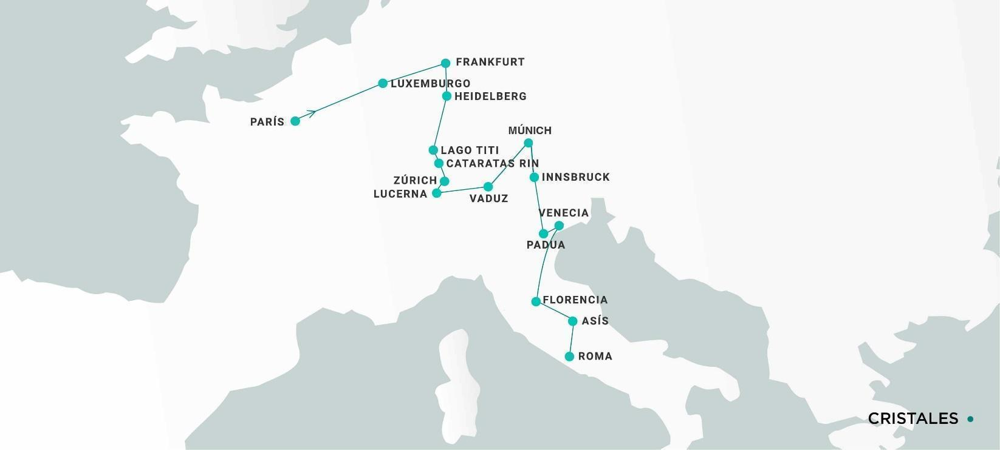 FRANKFURT
LUXEMBURGO
HEIDELBERG
PARÍS
MÚNICH
LAGO TITI
CATARATAS RIN
INNSBRUCK
ZÚRICH
LUCERNA
VADUZ
VENECIA
PADUA
FLORENCIA
ASÍS
ROMA
CRISTALES